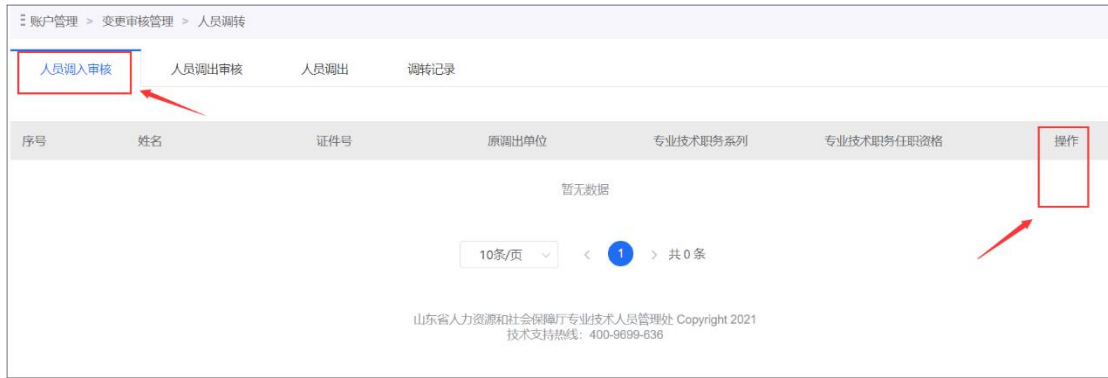 账户管理 > 变更审核管理 > 人员调转
人员调入审核 人员调出审核 人员调出 调转记录
序号 姓名 证件号 原调出单位 专业技术职务系列 专业技术职务任职资格 操作
暂无数据
10条/页 < 1 > 共 0 条
山东省人力资源和社会保障厅专业技术人员管理处 Copyright 2021
技术支持热线：400-9699-636